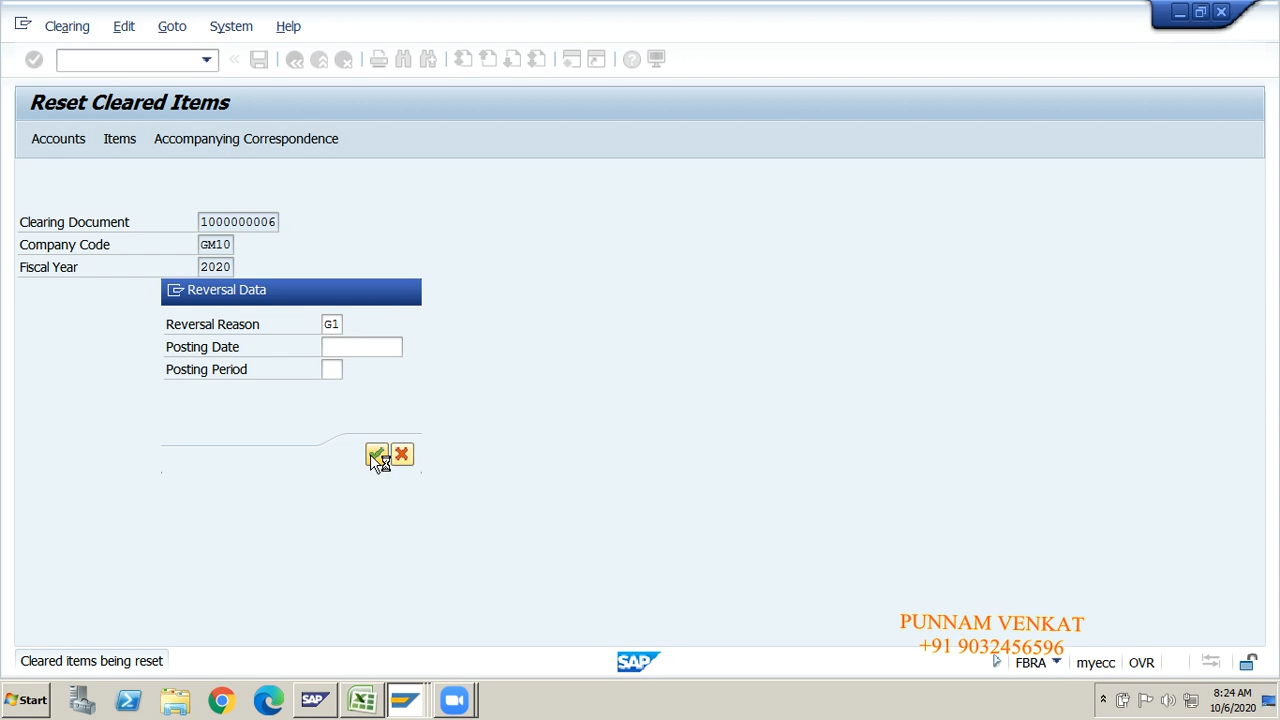 Clearing Edit Goto System Help
Reset Cleared Items
Accounts Items Accompanying Correspondence
Clearing Document 1000000006
Company Code GM10
Fiscal Year 2020
Reversal Data
Reversal Reason G1
Posting Date
Posting Period
PUNNAM VENKAT
+91 9032456596
Cleared items being reset
SAP
FBRA myecc OVR
Start
SAP
8:24 AM
10/6/2020